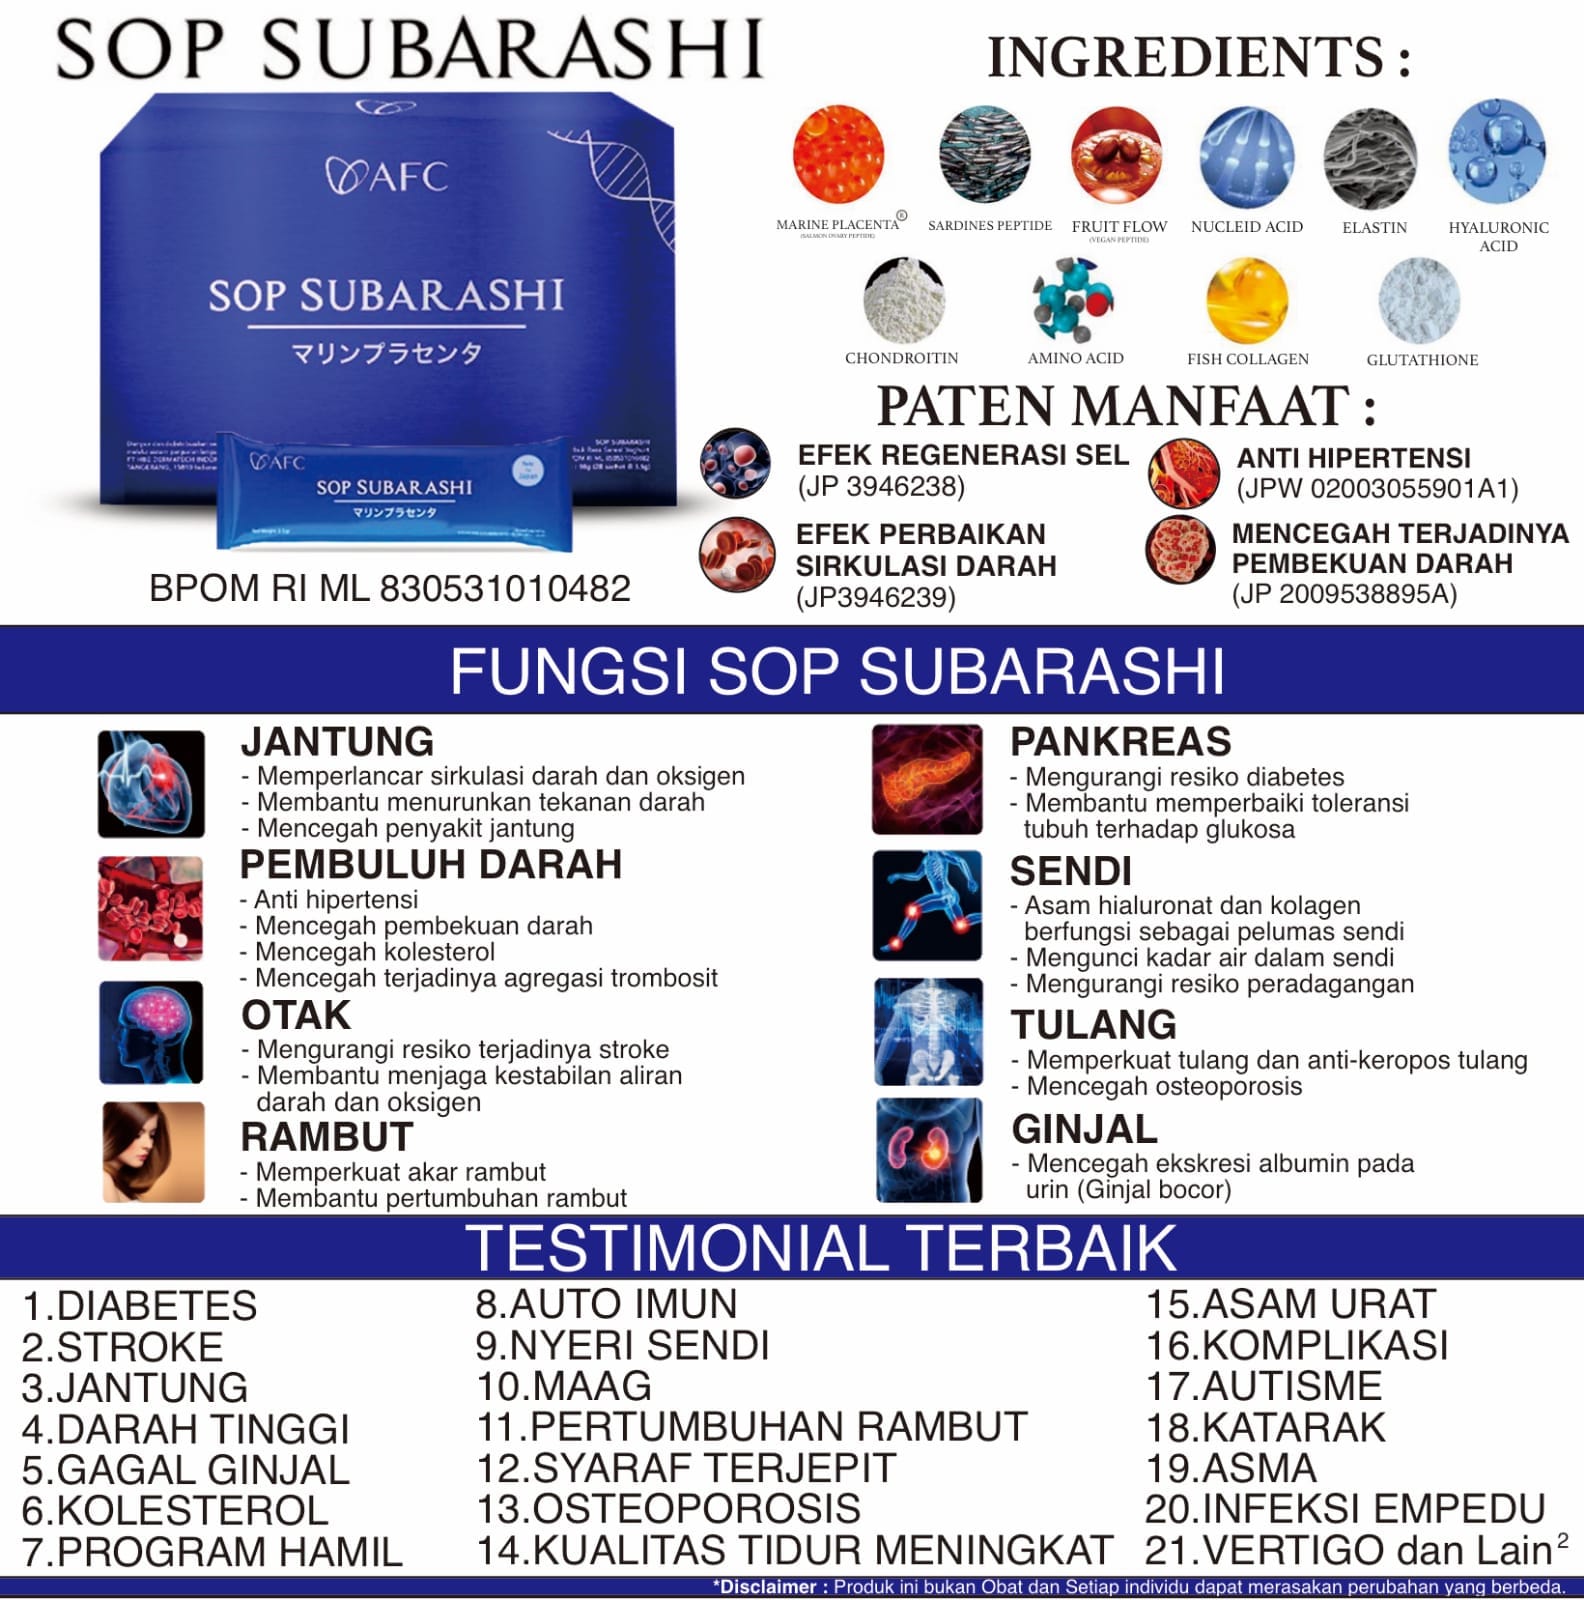 SOP SUBARASHI
AFC
SOP SUBARASHI
マリンプラセンタ
SOP SUBARASHI
AFC
SOP SUBARASHI
マリンプラセンタ
BPOM RI ML 830531010482
INGREDIENTS :
MARINE PLACENTA®
(SALMON OVARY PEPTIDE)
SARDINES PEPTIDE
FRUIT FLOW
(VEGAN PEPTIDE)
NUCLEID ACID
ELASTIN
HYALURONIC
ACID
CHONDROITIN
AMINO ACID
FISH COLLAGEN
GLUTATHIONE
PATEN MANFAAT :
EFEK REGENERASI SEL
(JP 3946238)
ANTI HIPERTENSI
(JPW 02003055901A1)
EFEK PERBAIKAN
SIRKULASI DARAH
(JP3946239)
MENCEGAH TERJADINYA
PEMBEKUAN DARAH
(JP 2009538895A)
FUNGSI SOP SUBARASHI
JANTUNG
- Memperlancar sirkulasi darah dan oksigen
- Membantu menurunkan tekanan darah
- Mencegah penyakit jantung
PEMBULUH DARAH
- Anti hipertensi
- Mencegah pembekuan darah
- Mencegah kolesterol
- Mencegah terjadinya agregasi trombosit
OTAK
- Mengurangi resiko terjadinya stroke
- Membantu menjaga kestabilan aliran
darah dan oksigen
RAMBUT
- Memperkuat akar rambut
- Membantu pertumbuhan rambut
PANKREAS
- Mengurangi resiko diabetes
- Membantu memperbaiki toleransi
tubuh terhadap glukosa
SENDI
- Asam hialuronat dan kolagen
berfungsi sebagai pelumas sendi
- Mengunci kadar air dalam sendi
- Mengurangi resiko peradagangan
TULANG
- Memperkuat tulang dan anti-keropos tulang
- Mencegah osteoporosis
GINJAL
- Mencegah ekskresi albumin pada
urin (Ginjal bocor)
TESTIMONIAL TERBAIK
1.DIABETES
2.STROKE
3.JANTUNG
4.DARAH TINGGI
5.GAGAL GINJAL
6.KOLESTEROL
7.PROGRAM HAMIL
8.AUTO IMUN
9.NYERI SENDI
10.MAAG
11.PERTUMBUHAN RAMBUT
12.SYARAF TERJEPIT
13.OSTEOPOROSIS
14.KUALITAS TIDUR MENINGKAT
15.ASAM URAT
16.KOMPLIKASI
17.AUTISME
18.KATARAK
19.ASMA
20.INFEKSI EMPEDU
21.VERTIGO dan Lain²
*Disclaimer : Produk ini bukan Obat dan Setiap individu dapat merasakan perubahan yang berbeda.